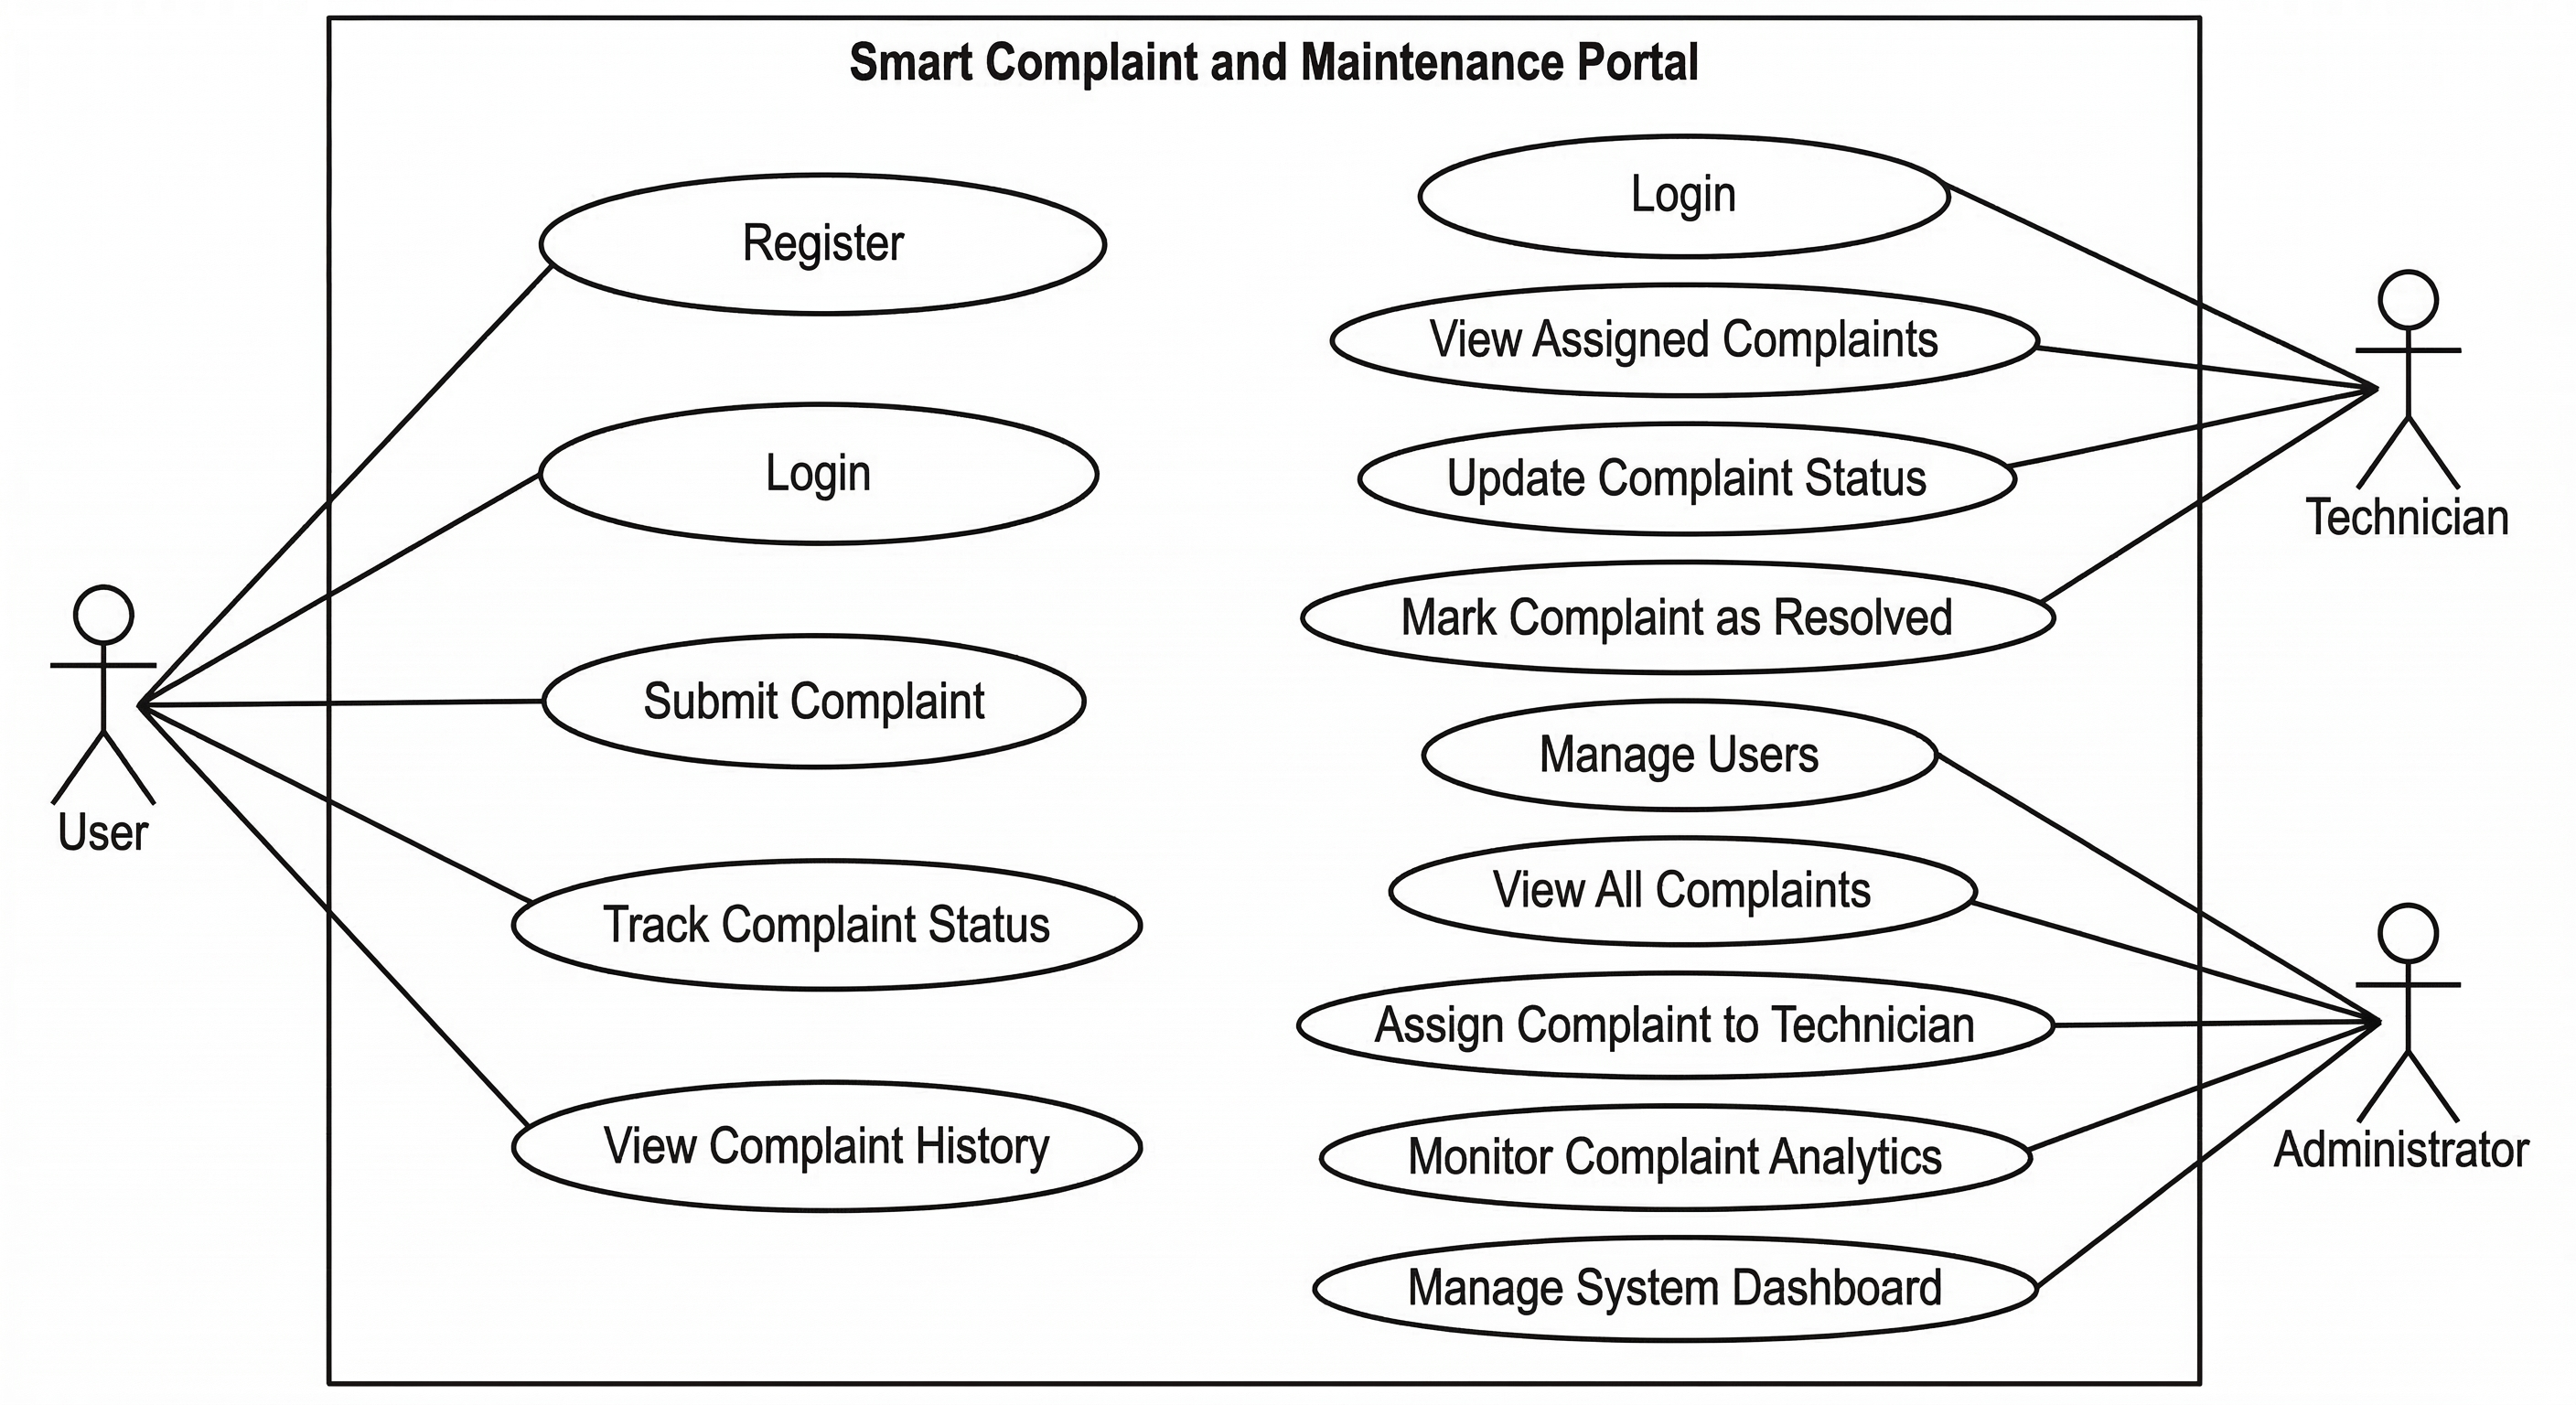 Smart Complaint and Maintenance Portal
Register
Login
Submit Complaint
Track Complaint Status
View Complaint History
User
Login
View Assigned Complaints
Update Complaint Status
Mark Complaint as Resolved
Technician
Manage Users
View All Complaints
Assign Complaint to Technician
Monitor Complaint Analytics
Manage System Dashboard
Administrator